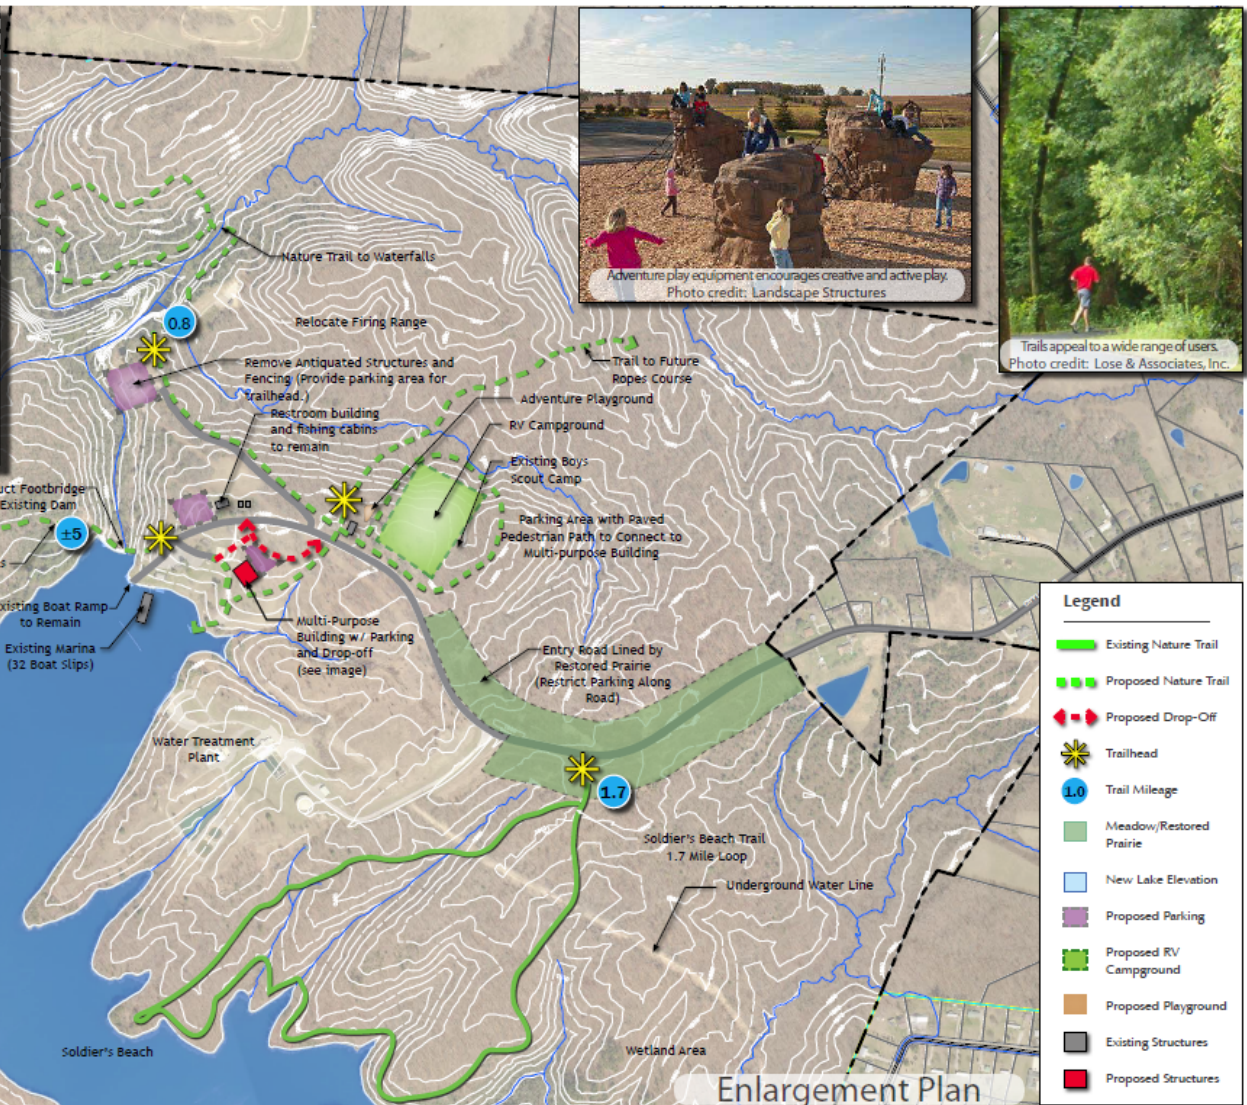 Adventure play equipment encourages creative and active play.
Photo credit: Landscape Structures
Trails appeal to a wide range of users.
Photo credit: Lose & Associates, Inc.
Nature Trail to Waterfalls
0.8
Relocate Firing Range
Remove Antiquated Structures and
Fencing (Provide parking area for
trailhead.)
Trail to Future
Ropes Course
Adventure Playground
Restroom building
and fishing cabins
to remain
RV Campground
Existing Boys
Scout Camp
uct Footbridge
Existing Dam
±5
s
Parking Area with Paved
Pedestrian Path to Connect to
Multi-purpose Building
xisting Boat Ramp
to Remain
Existing Marina
(32 Boat Slips)
Multi-Purpose
Building w/ Parking
and Drop-off
(see image)
Entry Road Lined by
Restored Prairie
(Restrict Parking Along
Road)
Water Treatment
Plant
1.7
Soldier's Beach Trail
1.7 Mile Loop
Underground Water Line
Soldier's Beach
Wetland Area
Enlargement Plan
Legend
Existing Nature Trail
Proposed Nature Trail
Proposed Drop-Off
Trailhead
1.0 Trail Mileage
Meadow/Restored
Prairie
New Lake Elevation
Proposed Parking
Proposed RV
Campground
Proposed Playground
Existing Structures
Proposed Structures